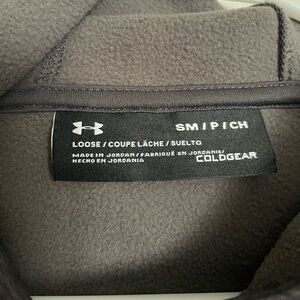 SM / P / CH
LOOSE / COUPE LÂCHE / SUELTO
MADE IN JORDAN / FABRIQUÉ EN JORDANIE /
HECHO EN JORDANIA
COLDGEAR